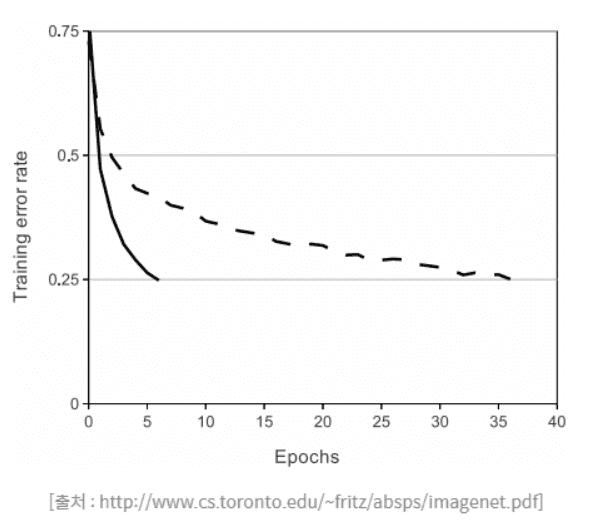 0.75
0.5
0.25
0
Training error rate
0 5 10 15 20 25 30 35 40
Epochs
[출처 : http://www.cs.toronto.edu/~fritz/absps/imagenet.pdf]